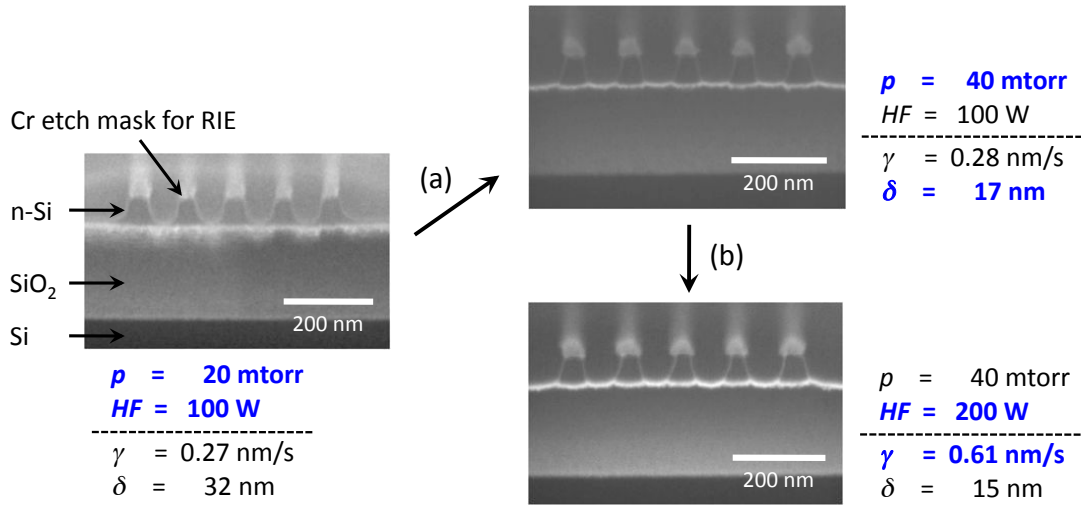 Cr etch mask for RIE
n-Si
SiO2
Si
200 nm
p = 20 mtorr
HF = 100 W
γ = 0.27 nm/s
δ = 32 nm
(a)
200 nm
p = 40 mtorr
HF = 100 W
γ = 0.28 nm/s
δ = 17 nm
(b)
200 nm
p = 40 mtorr
HF = 200 W
γ = 0.61 nm/s
δ = 15 nm